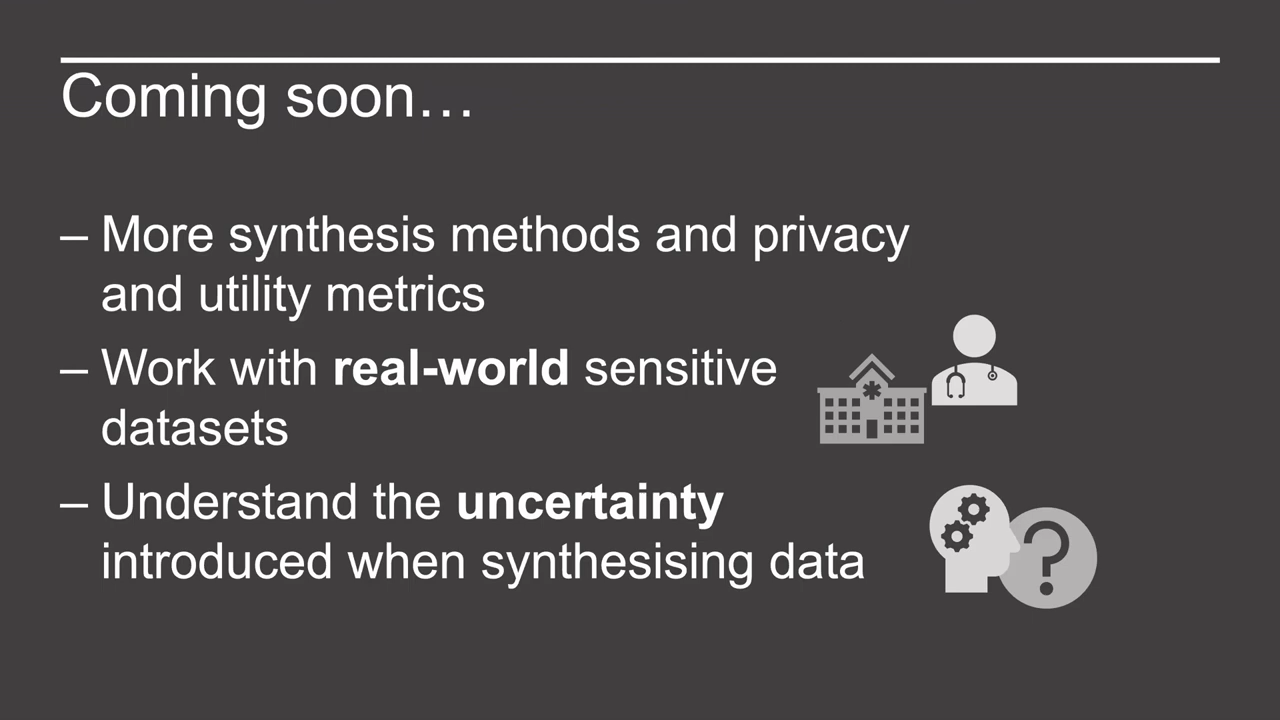 Coming soon…
– More synthesis methods and privacy
and utility metrics
– Work with real-world sensitive
datasets
– Understand the uncertainty
introduced when synthesising data
?